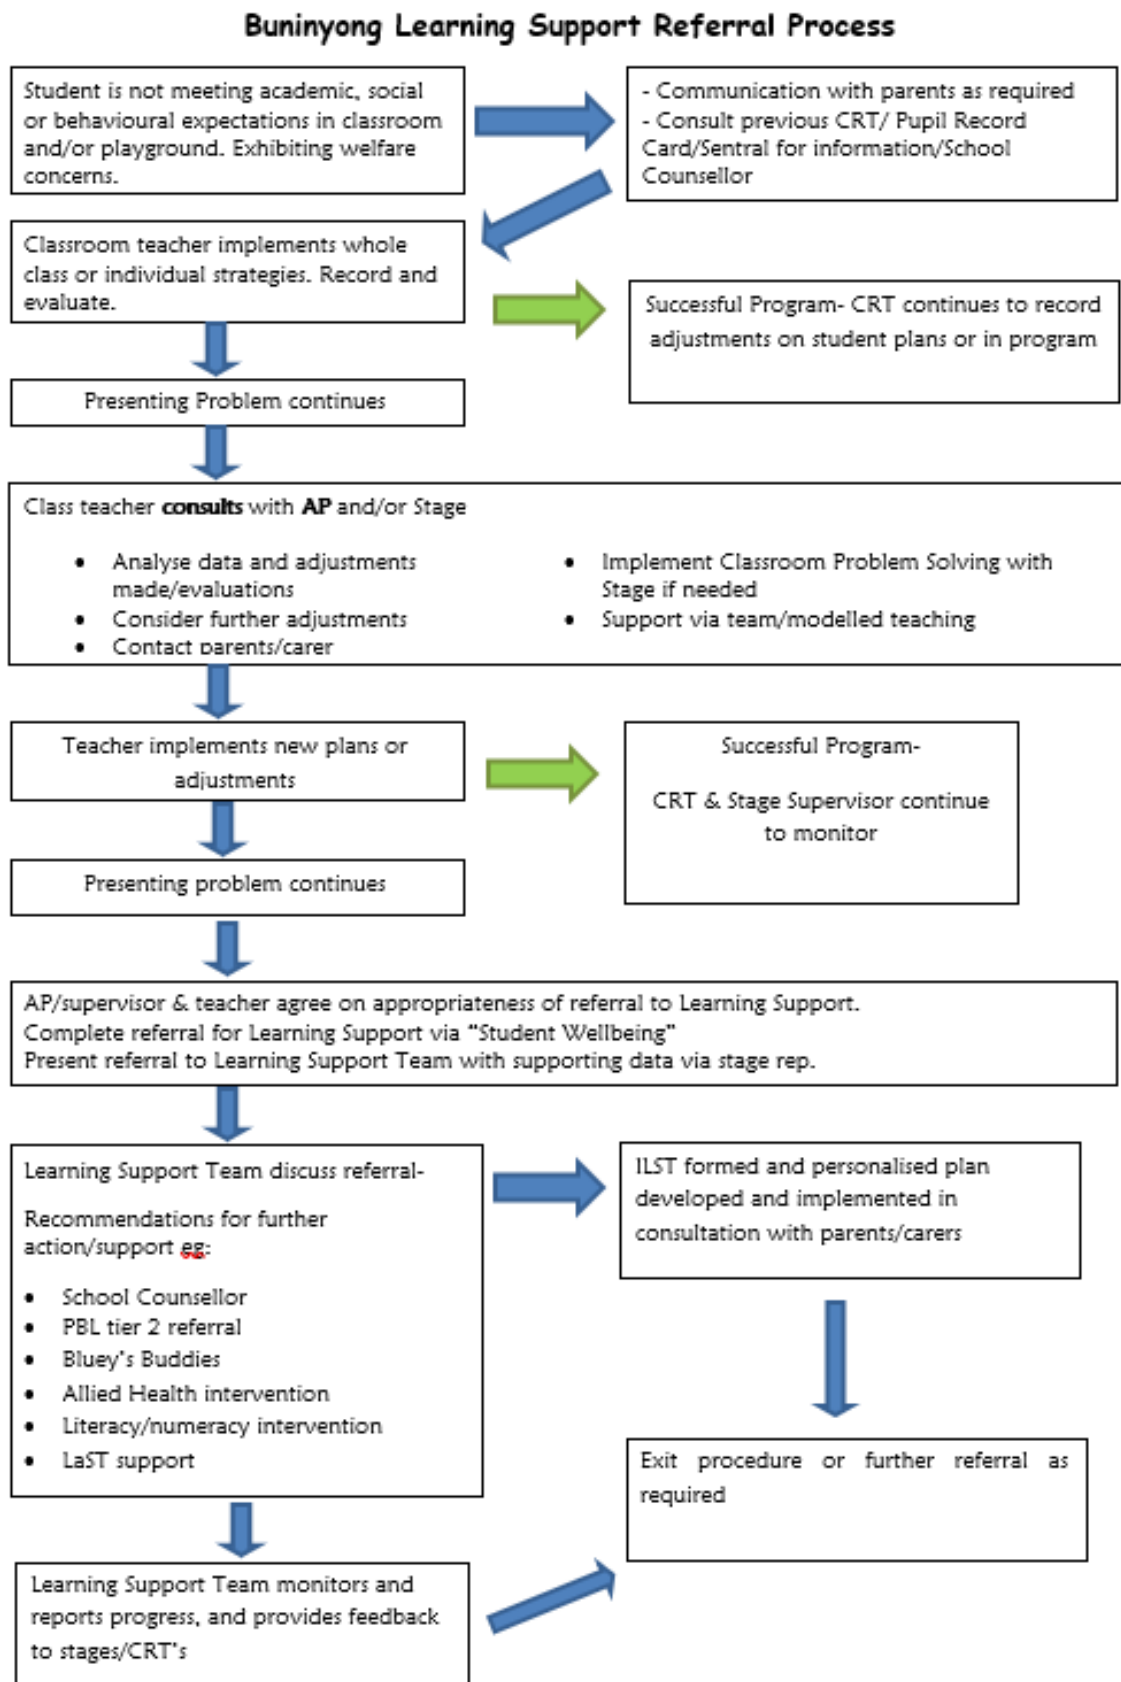 Buninyong Learning Support Referral Process
Student is not meeting academic, social
or behavioural expectations in classroom
and/or playground. Exhibiting welfare
concerns.
- Communication with parents as required
- Consult previous CRT/ Pupil Record
Card/Sentral for information/School
Counsellor
Classroom teacher implements whole
class or individual strategies. Record and
evaluate.
Successful Program- CRT continues to record
adjustments on student plans or in program
Presenting Problem continues
Class teacher consults with AP and/or Stage
• Analyse data and adjustments
made/evaluations
• Consider further adjustments
• Contact parents/carer
• Implement Classroom Problem Solving with
Stage if needed
• Support via team/modelled teaching
Teacher implements new plans or
adjustments
Successful Program-
CRT & Stage Supervisor continue
to monitor
Presenting problem continues
AP/supervisor & teacher agree on appropriateness of referral to Learning Support.
Complete referral for Learning Support via “Student Wellbeing”
Present referral to Learning Support Team with supporting data via stage rep.
Learning Support Team discuss referral-
Recommendations for further
action/support eg:
• School Counsellor
• PBL tier 2 referral
• Bluey's Buddies
• Allied Health intervention
• Literacy/numeracy intervention
• LaST support
ILST formed and personalised plan
developed and implemented in
consultation with parents/carers
Exit procedure or further referral as
required
Learning Support Team monitors and
reports progress, and provides feedback
to stages/CRT's